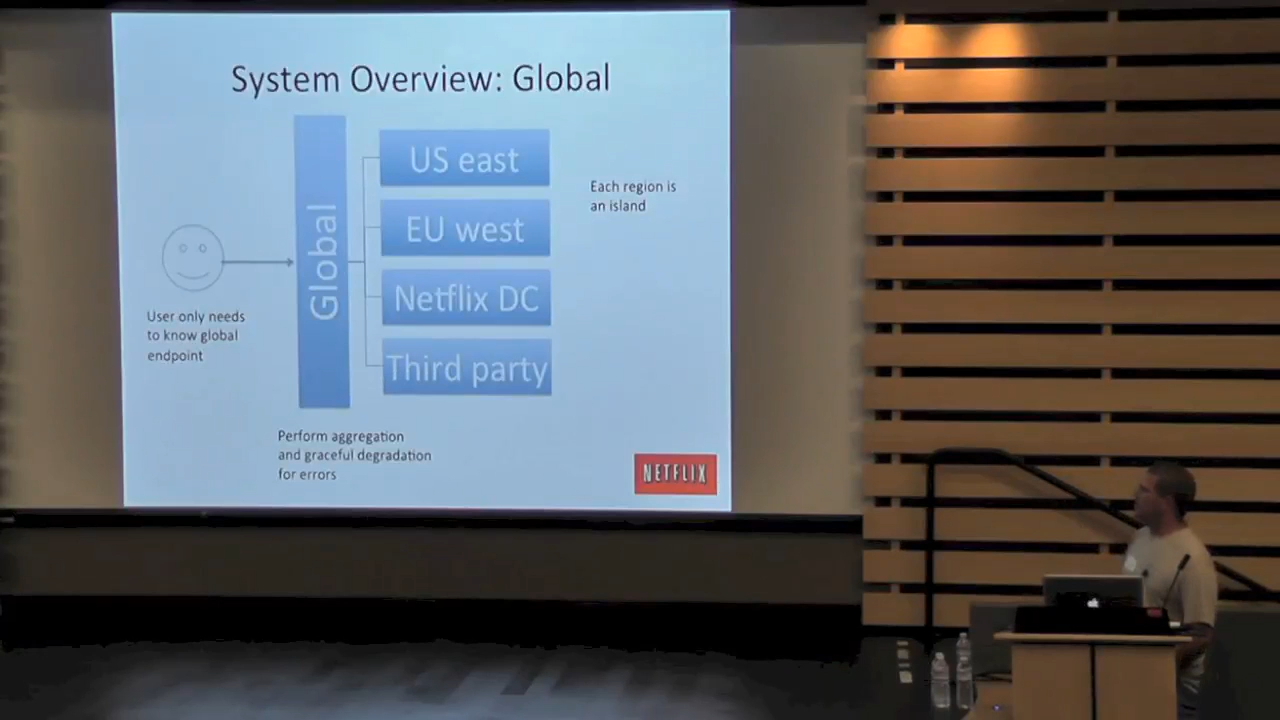 System Overview: Global
Global
US east
EU west
Netflix DC
Third party
Each region is
an island
User only needs
to know global
endpoint
Perform aggregation
and graceful degradation
for errors
NETFLIX